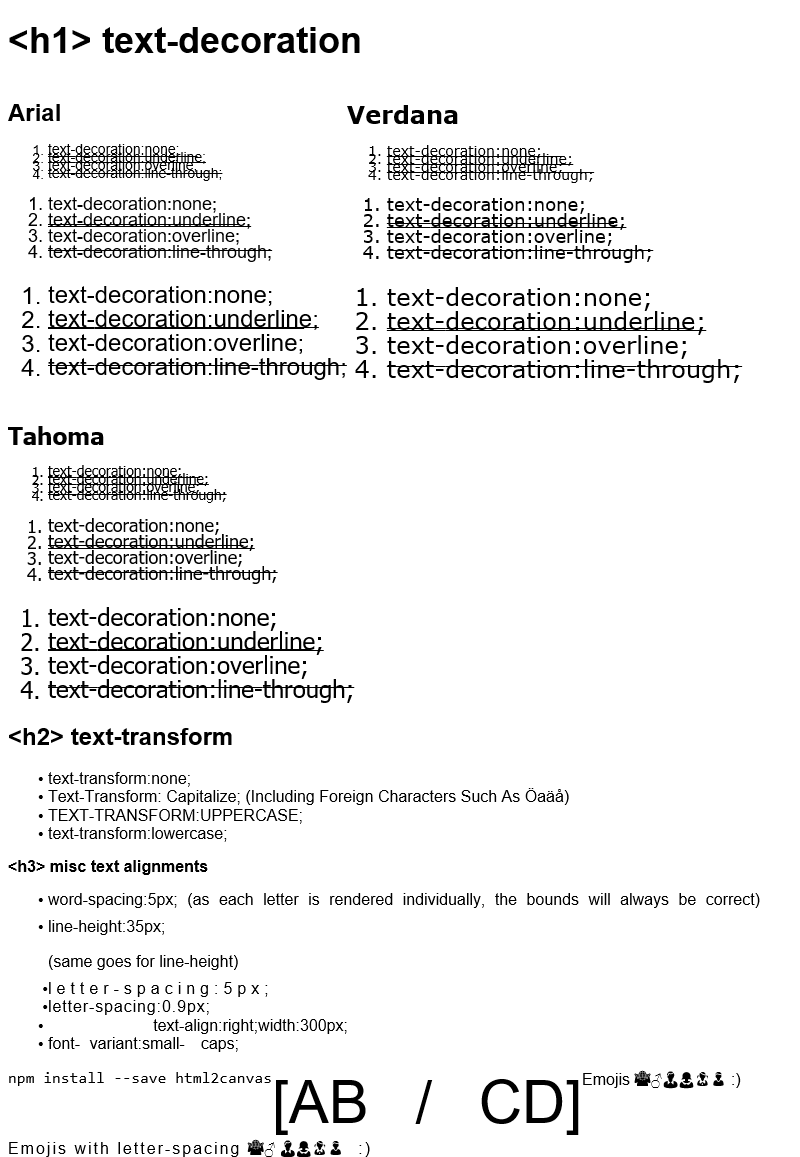 <h1> text-decoration
Arial
1. text-decoration:none;
2. text-decoration:underline;
3. text-decoration:overline;
4. text-decoration:line-through;
1. text-decoration:none;
2. text-decoration:underline;
3. text-decoration:overline;
4. text-decoration:line-through;
1. text-decoration:none;
2. text-decoration:underline;
3. text-decoration:overline;
4. text-decoration:line-through;
Verdana
1. text-decoration:none;
2. text-decoration:underline;
3. text-decoration:overline;
4. text-decoration:line-through;
1. text-decoration:none;
2. text-decoration:underline;
3. text-decoration:overline;
4. text-decoration:line-through;
1. text-decoration:none;
2. text-decoration:underline;
3. text-decoration:overline;
4. text-decoration:line-through;
Tahoma
1. text-decoration:none;
2. text-decoration:underline;
3. text-decoration:overline;
4. text-decoration:line-through;
1. text-decoration:none;
2. text-decoration:underline;
3. text-decoration:overline;
4. text-decoration:line-through;
1. text-decoration:none;
2. text-decoration:underline;
3. text-decoration:overline;
4. text-decoration:line-through;
<h2> text-transform
• text-transform:none;
• Text-Transform: Capitalize; (Including Foreign Characters Such As Öaäå)
• TEXT-TRANSFORM:UPPERCASE;
• text-transform:lowercase;
<h3> misc text alignments
• word-spacing:5px; (as each letter is rendered individually, the bounds will always be correct)
• line-height:35px;
(same goes for line-height)
•letter-spacing:5px;
•letter-spacing:0.9px;
• text-align:right;width:300px;
• font- variant:small- caps;
npm install --save html2canvas[AB / CD]Emojis 👨‍♂ :)
Emojis with letter-spacing :)